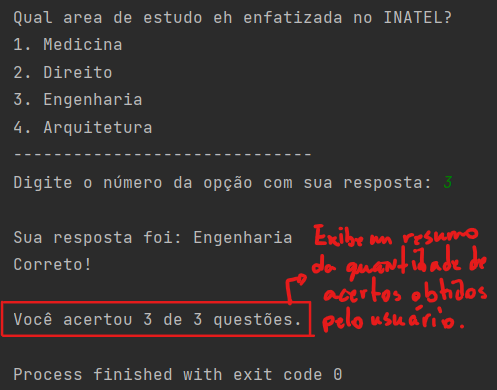 Qual area de estudo eh enfatizada no INATEL?
1. Medicina
2. Direito
3. Engenharia
4. Arquitetura
------------------------------
Digite o número da opção com sua resposta: 3
Sua resposta foi: Engenharia
Correto!
Você acertou 3 de 3 questões.
Exibe um resumo
da quantidade de
acertos obtidos
pelo usuário.
Process finished with exit code 0